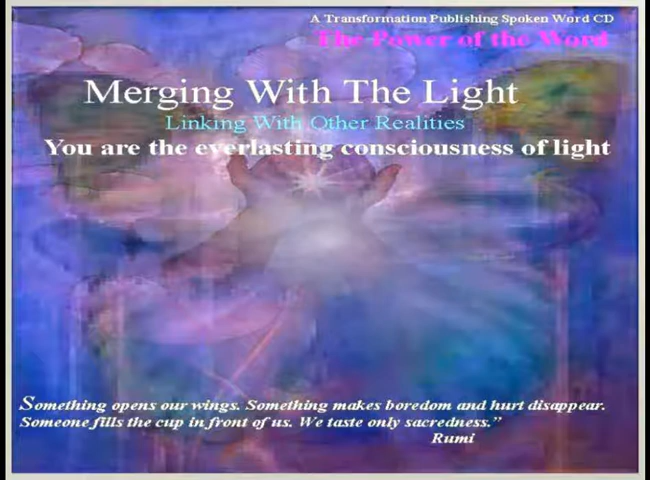 A Transformation Publishing Spoken Word CD
The Power of the Word
Merging With The Light
Linking With Other Realities
You are the everlasting consciousness of light
Something opens our wings. Something makes boredom and hurt disappear.
Someone fills the cup in front of us. We taste only sacredness.”
Rumi